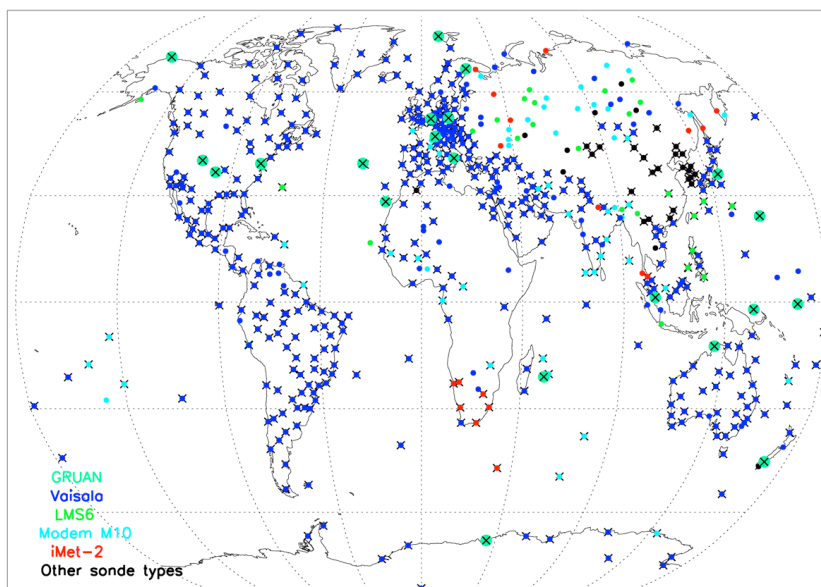 GRUAN
Vaisala
LMS6
Modem M10
iMet-2
Other sonde types